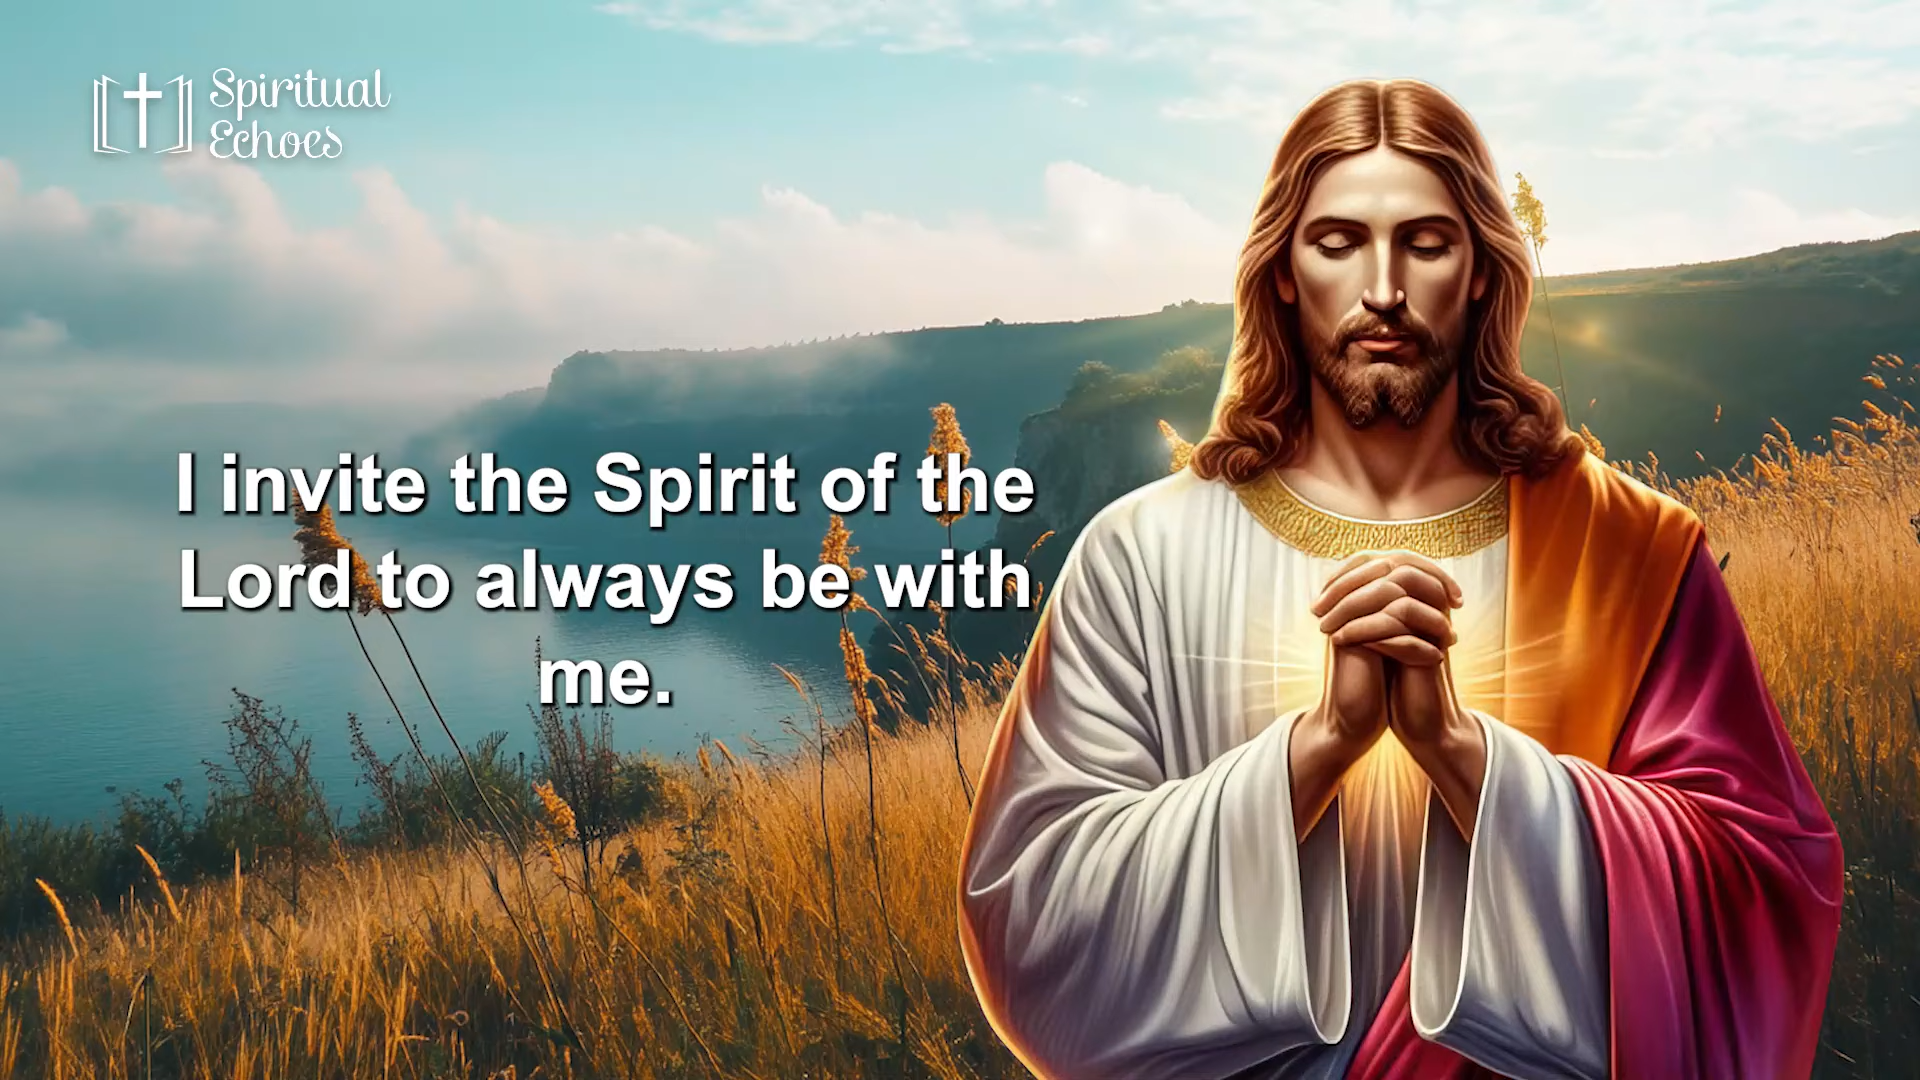 Spiritual
Echoes
I invite the Spirit of the
Lord to always be with
me.